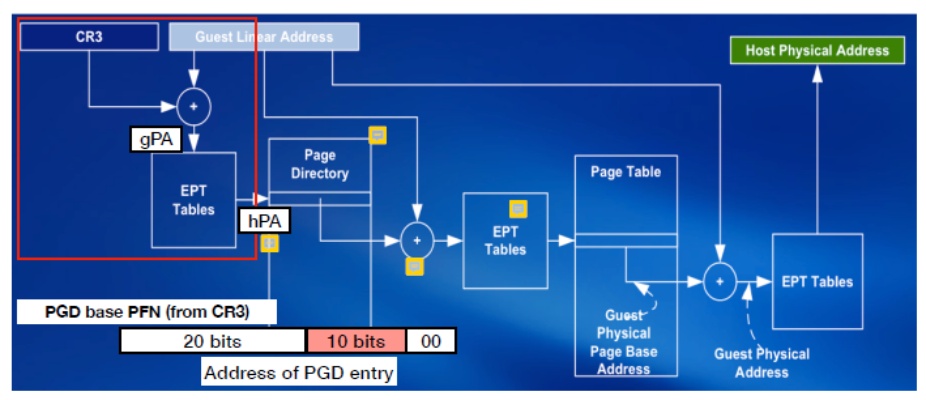 CR3
Guest Linear Address
Host Physical Address
+
gPA
Page
Directory
EPT
Tables
hPA
Page Table
EPT
Tables
+
+
EPT Tables
PGD base PFN (from CR3)
20 bits
10 bits
00
Address of PGD entry
Guest
Physical
Page Base
Address
Guest Physical
Address